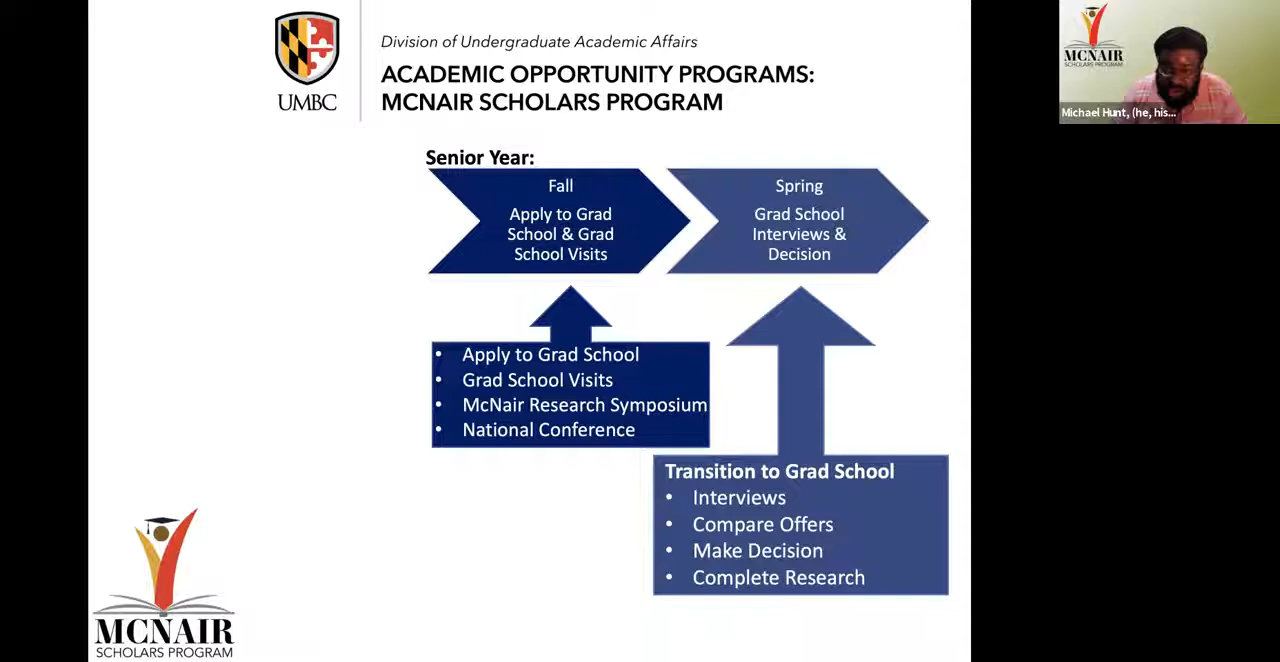 Division of Undergraduate Academic Affairs
ACADEMIC OPPORTUNITY PROGRAMS:
MCNAIR SCHOLARS PROGRAM
UMBC
MCNAIR
SCHOLARS PROGRAM
Michael Hunt, (he, his...
Senior Year:
Fall
Apply to Grad
School & Grad
School Visits
Spring
Grad School
Interviews &
Decision
• Apply to Grad School
• Grad School Visits
• McNair Research Symposium
• National Conference
Transition to Grad School
• Interviews
• Compare Offers
• Make Decision
• Complete Research
MCNAIR
SCHOLARS PROGRAM